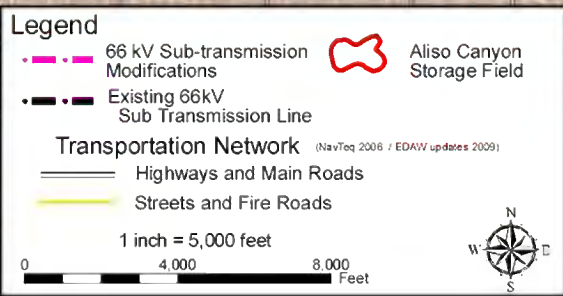 Legend
66 kV Sub-transmission
Modifications
Aliso Canyon
Storage Field
Existing 66kV
Sub Transmission Line
Transportation Network (NavTeq 2006 / EDAW updates 2009)
Highways and Main Roads
Streets and Fire Roads
1 inch = 5,000 feet
0 4,000 8,000
Feet
N
W E
S